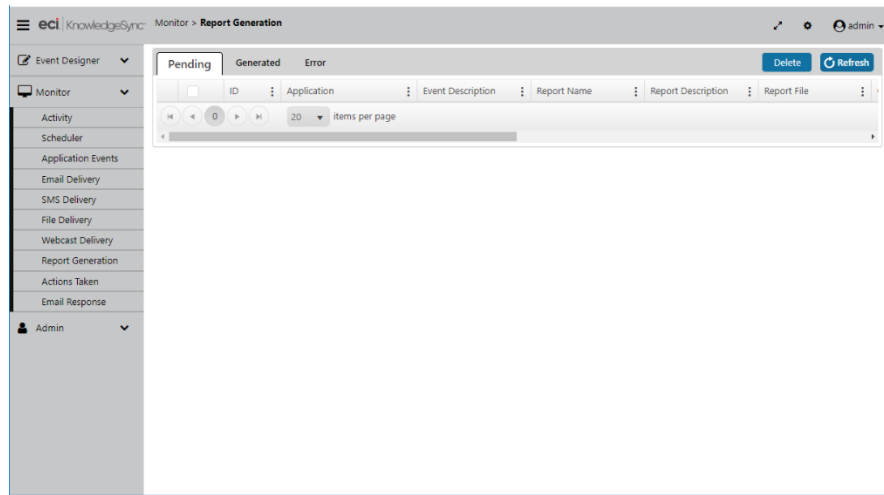 eci KnowledgeSync Monitor > Report Generation admin
Event Designer
Monitor
Activity
Scheduler
Application Events
Email Delivery
SMS Delivery
File Delivery
Webcast Delivery
Report Generation
Actions Taken
Email Response
Admin
Pending Generated Error Delete Refresh
ID Application Event Description Report Name Report Description Report File
0 20 items per page